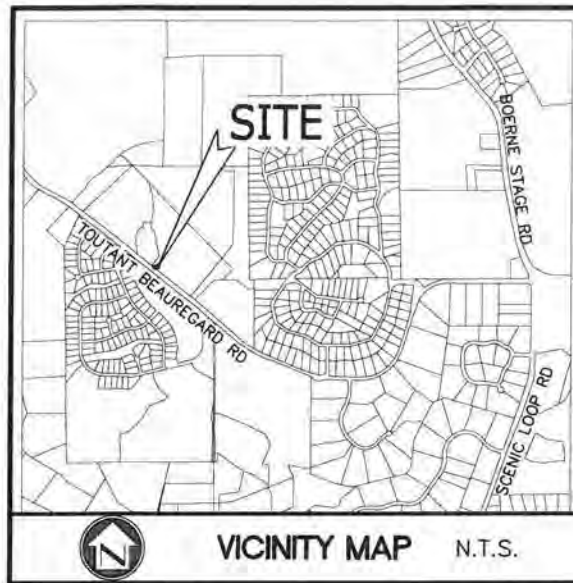 SITE
BOERNE STAGE RD
TOUTANT BEAUREGARD RD
SCENIC LOOP RD
N
VICINITY MAP N.T.S.